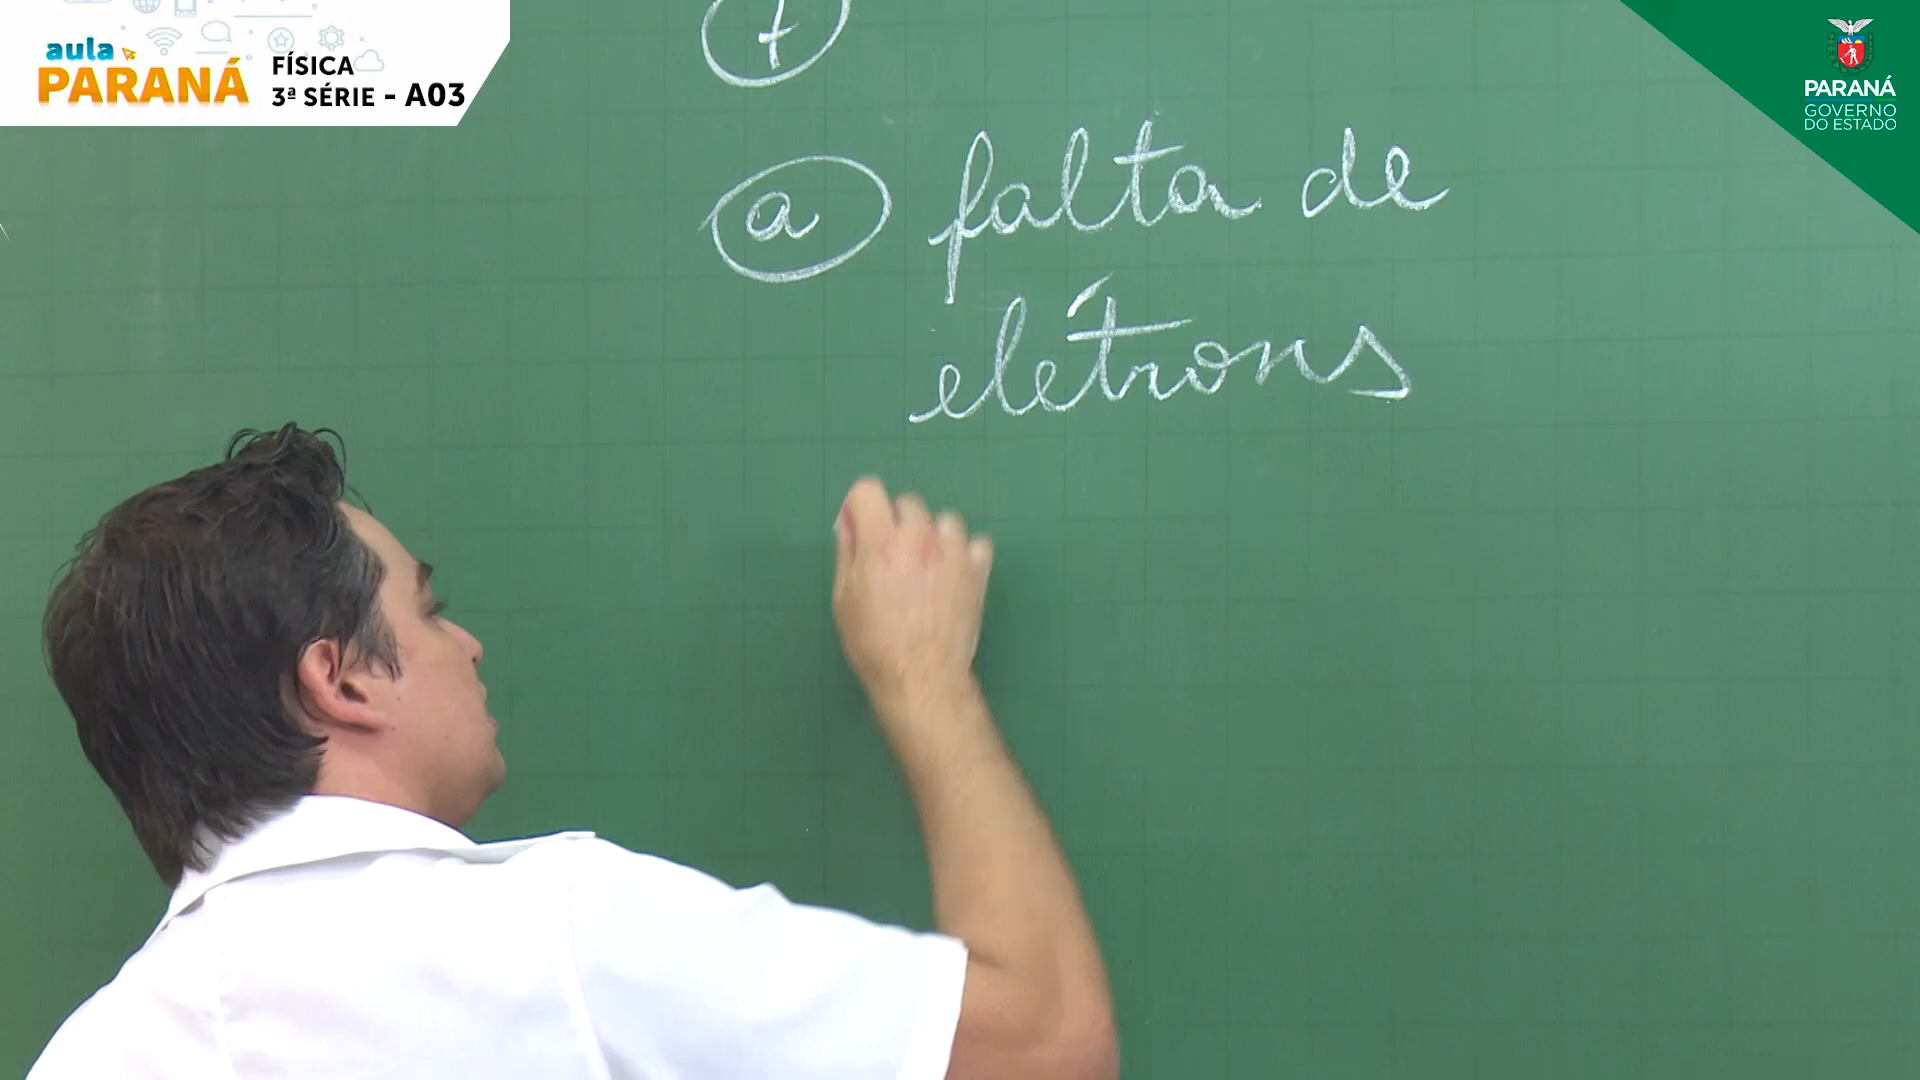 aula
PARANÁ
FÍSICA
3ª SÉRIE - A03
PARANÁ
GOVERNO
DO ESTADO
a falta de
elétrons